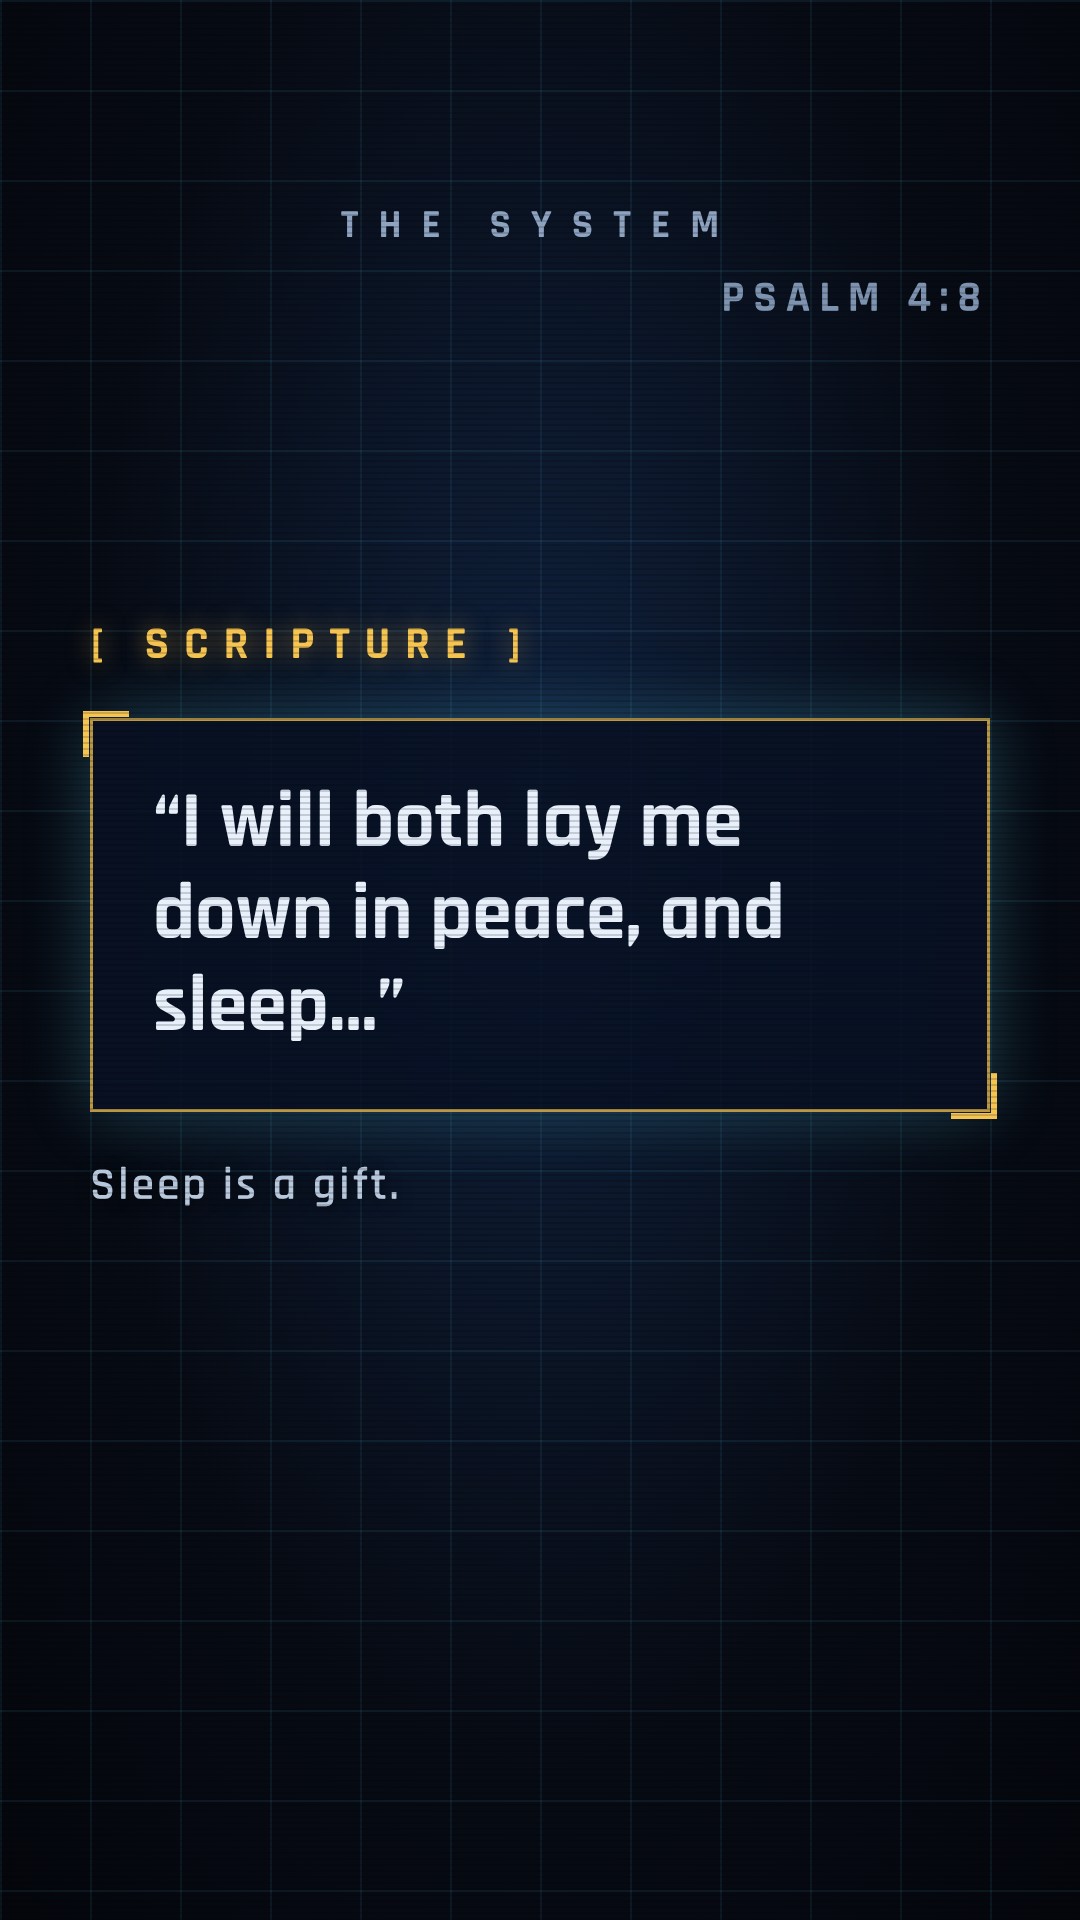 THE SYSTEM
PSALM 4:8
[ SCRIPTURE ]
“I will both lay me
down in peace, and
sleep...”
Sleep is a gift.